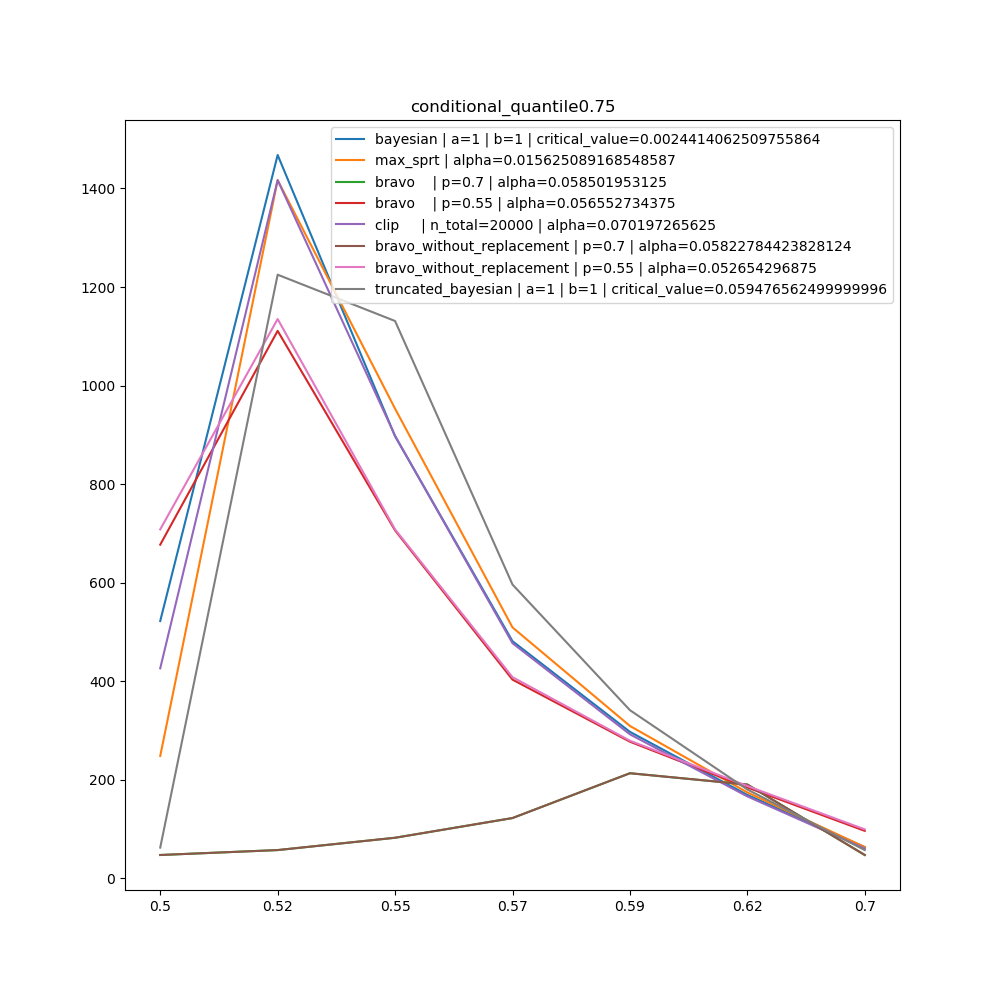 conditional_quantile0.75
bayesian | a=1 | b=1 | critical_value=0.0024414062509755864
max_sprt | alpha=0.015625089168548587
bravo    | p=0.7 | alpha=0.058501953125
bravo    | p=0.55 | alpha=0.056552734375
clip     | n_total=20000 | alpha=0.070197265625
bravo_without_replacement | p=0.7 | alpha=0.05822784423828124
bravo_without_replacement | p=0.55 | alpha=0.052654296875
truncated_bayesian | a=1 | b=1 | critical_value=0.059476562499999996
1400
1200
1000
800
600
400
200
0
0.5 0.52 0.55 0.57 0.59 0.62 0.7